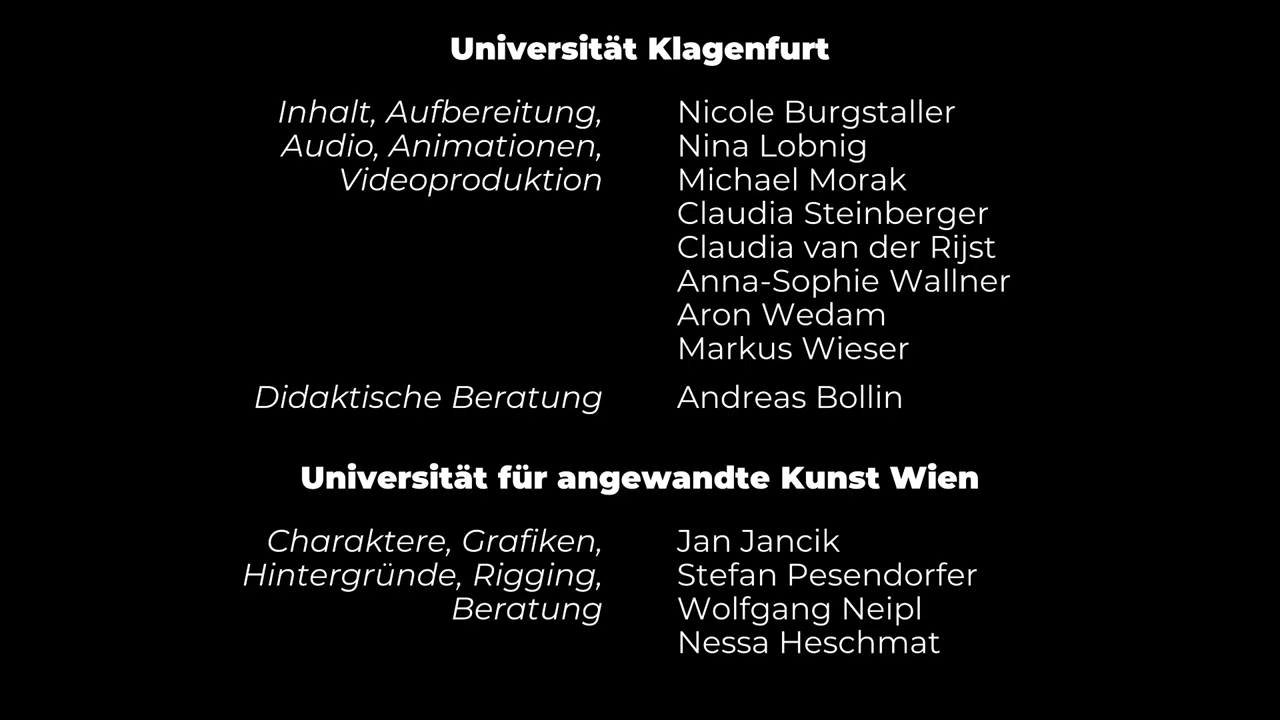 Universität Klagenfurt
Inhalt, Aufbereitung, Nicole Burgstaller
Audio, Animationen, Nina Lobnig
Videoproduktion Michael Morak
Claudia Steinberger
Claudia van der Rijst
Anna-Sophie Wallner
Aron Wedam
Markus Wieser
Didaktische Beratung Andreas Bollin
Universität für angewandte Kunst Wien
Charaktere, Grafiken, Jan Jancik
Hintergründe, Rigging, Stefan Pesendorfer
Beratung Wolfgang Neipl
Nessa Heschmat